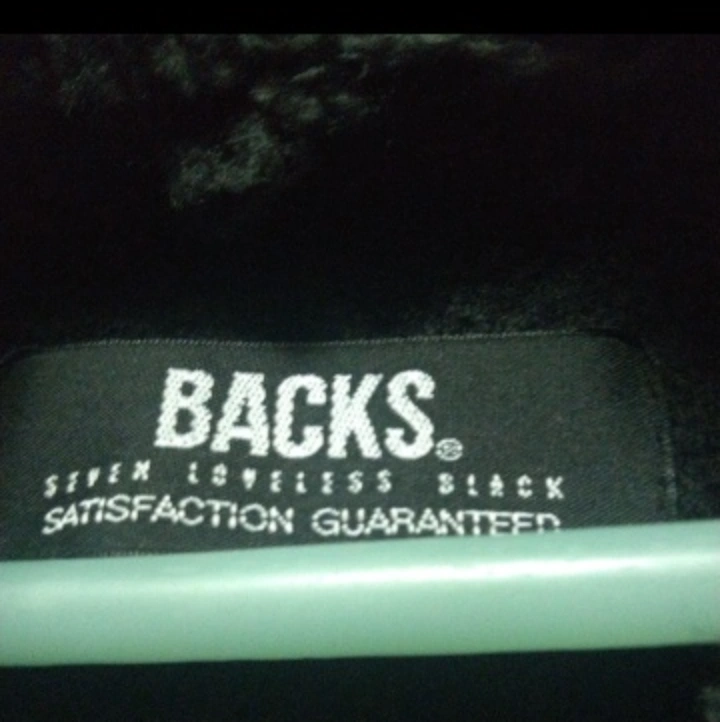 BACKS®
SEVEN LOVELESS BLACK
SATISFACTION GUARANTEED